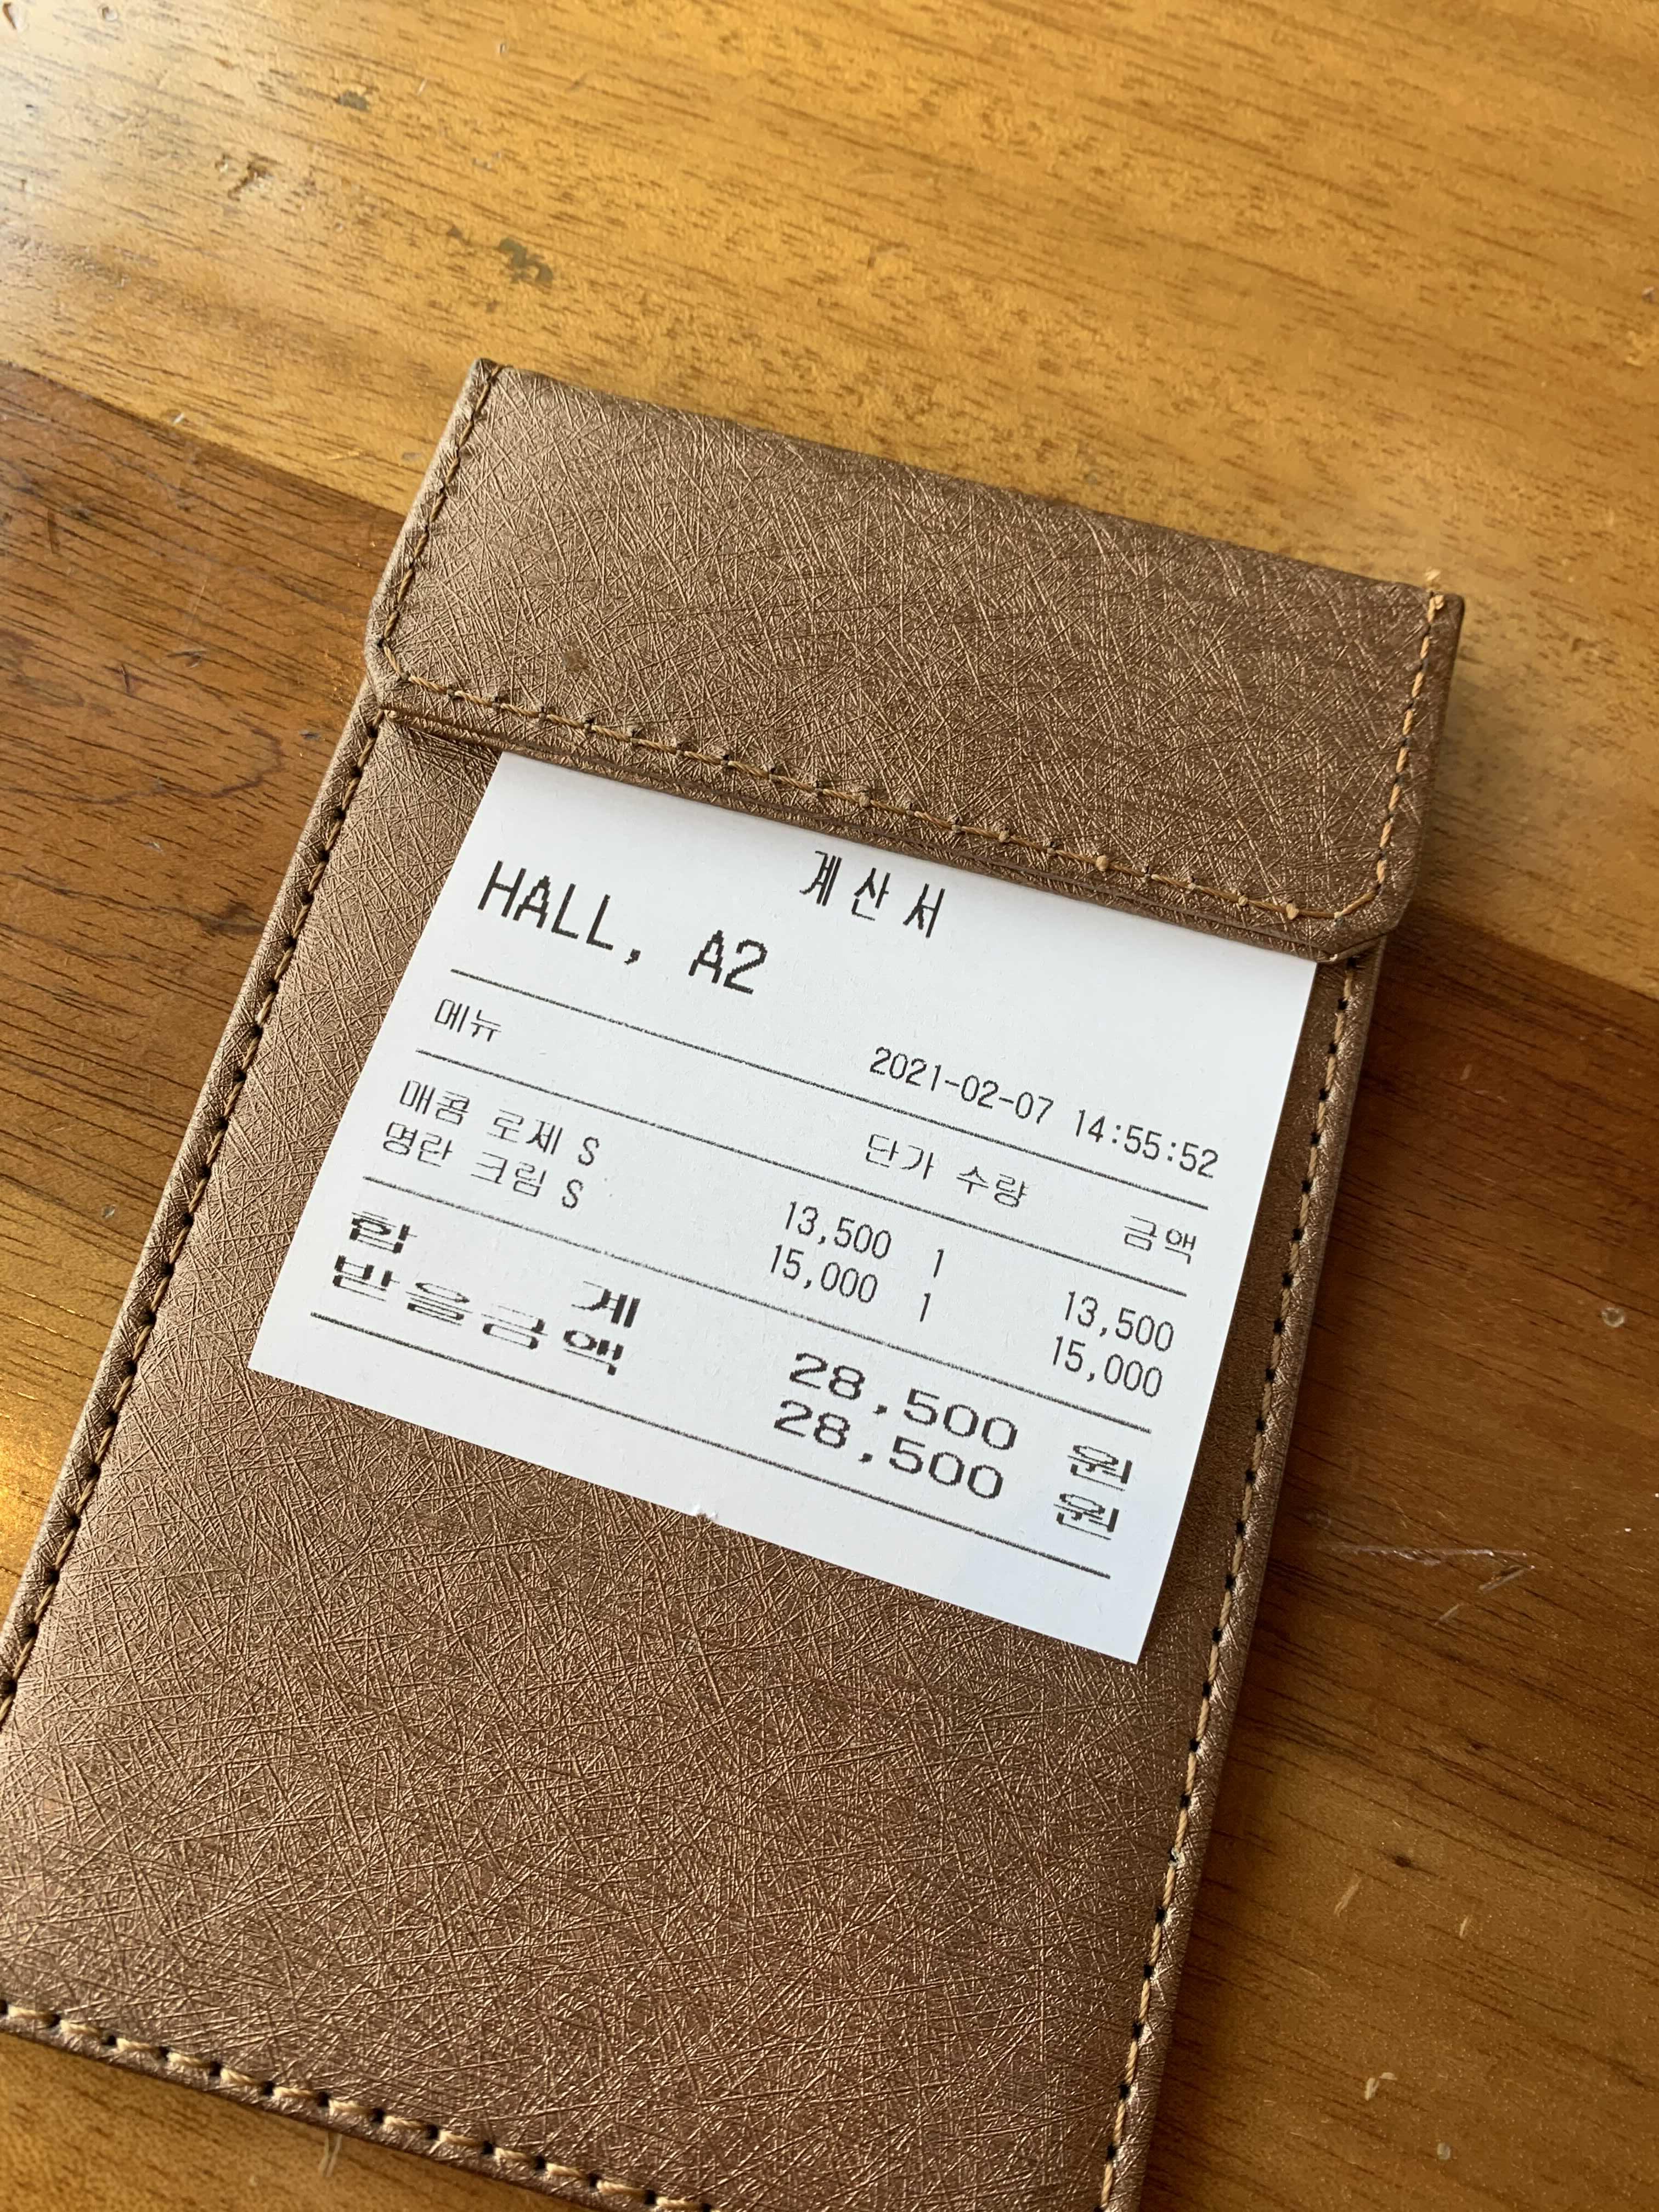 계산서
HALL, A2
2021-02-07 14:55:52
메뉴 단가 수량 금액
매콤 로제 S 13,500 1 13,500
명란 크림 S 15,000 1 15,000
합 계 28,500 원
받을금액 28,500 원